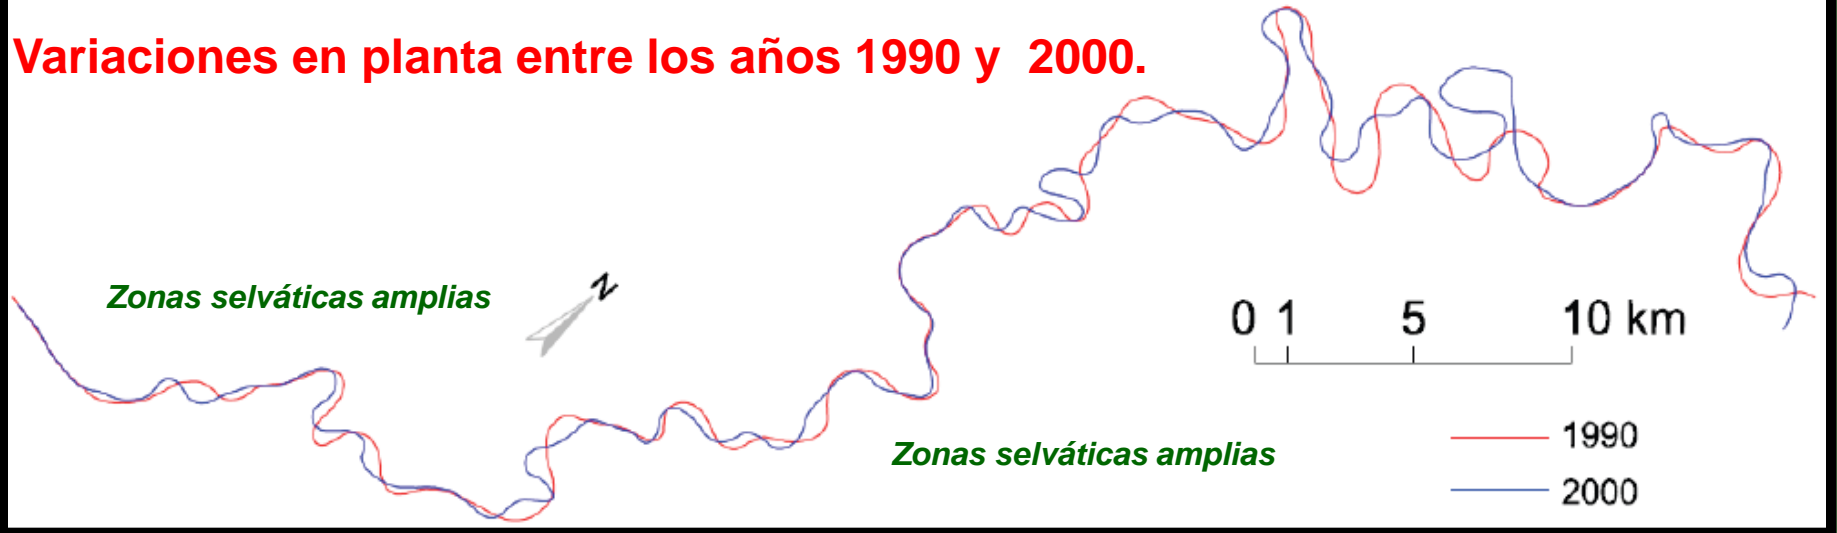 Variaciones en planta entre los años 1990 y  2000.
Zonas selváticas amplias
N
0 1 5 10 km
1990
Zonas selváticas amplias
2000